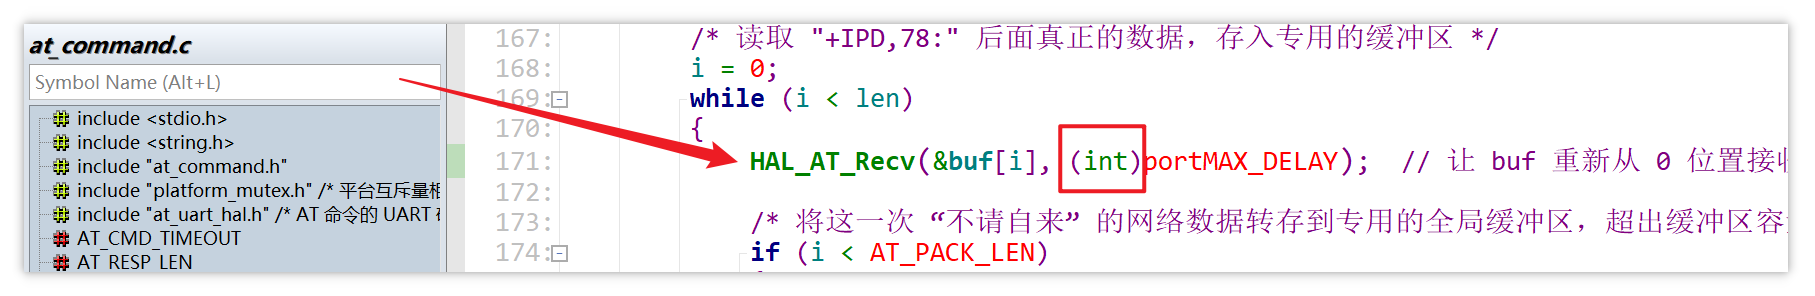 at_command.c
Symbol Name (Alt+L)
include <stdio.h>
include <string.h>
include "at_command.h"
include "platform_mutex.h" /* 平台互斥量相
include "at_uart_hal.h" /* AT 命令的 UART
AT_CMD_TIMEOUT
AT_RESP_LEN
167: /* 读取 "+IPD,78:" 后面真正的数据，存入专用的缓冲区 */
168: i = 0;
169: while (i < len)
170: {
171: HAL_AT_Recv(&buf[i], (int)portMAX_DELAY); // 让 buf 重新从 0 位置接收
172:
173: /* 将这一次 “不请自来” 的网络数据转存到专用的全局缓冲区，超出缓冲区容
174: if (i < AT_PACK_LEN)